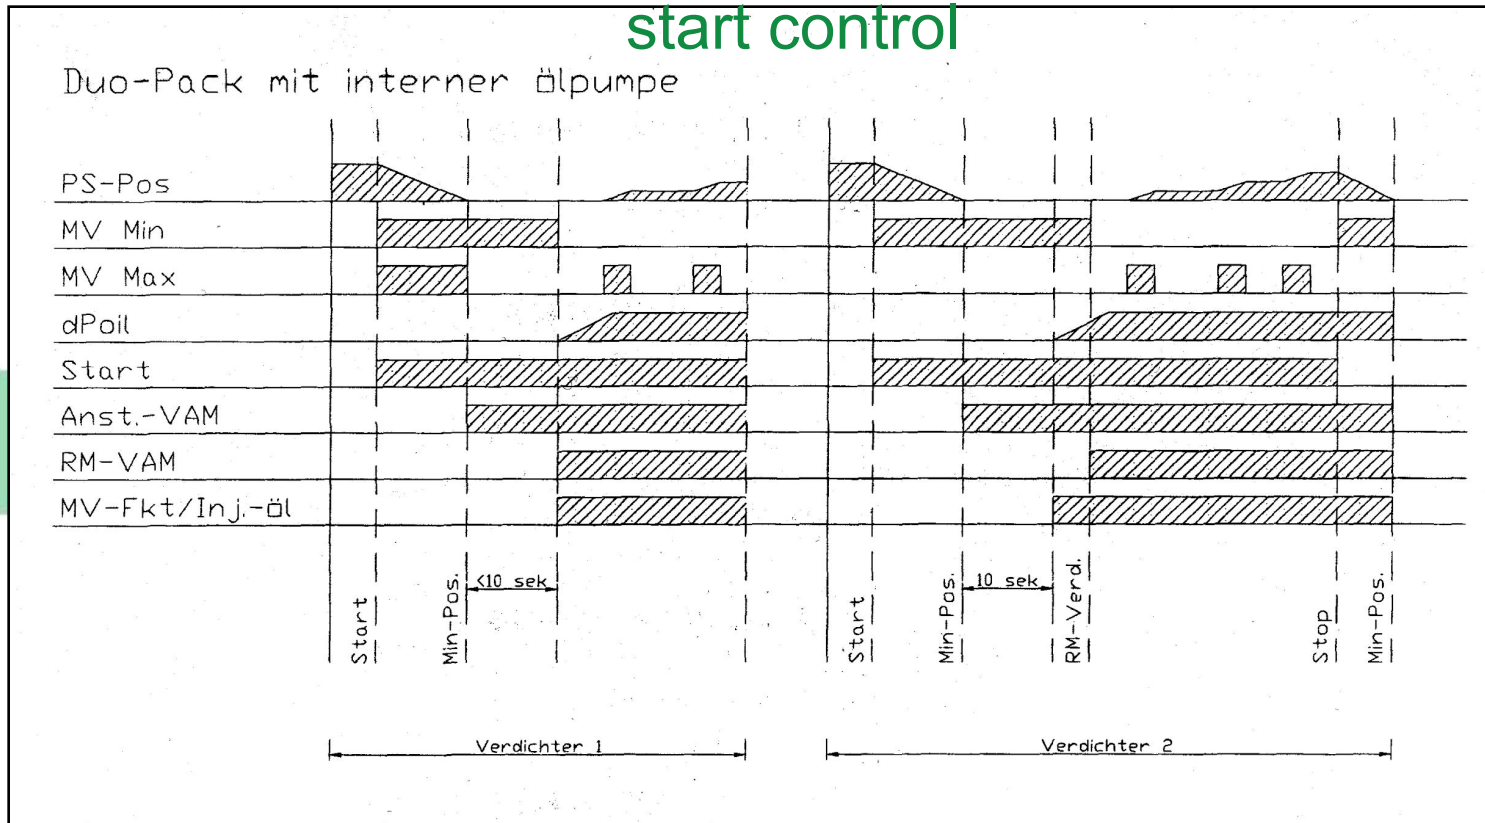 start control
Duo-Pack mit interner ölpumpe
PS-Pos
MV Min
MV Max
dPoil
Start
Anst.-VAM
RM-VAM
MV-Fkt/Inj.-öl
Start
Min-Pos.
<10 sek
Start
Min-Pos.
10 sek
RM-Verd.
Stop
Min-Pos.
Verdichter 1
Verdichter 2